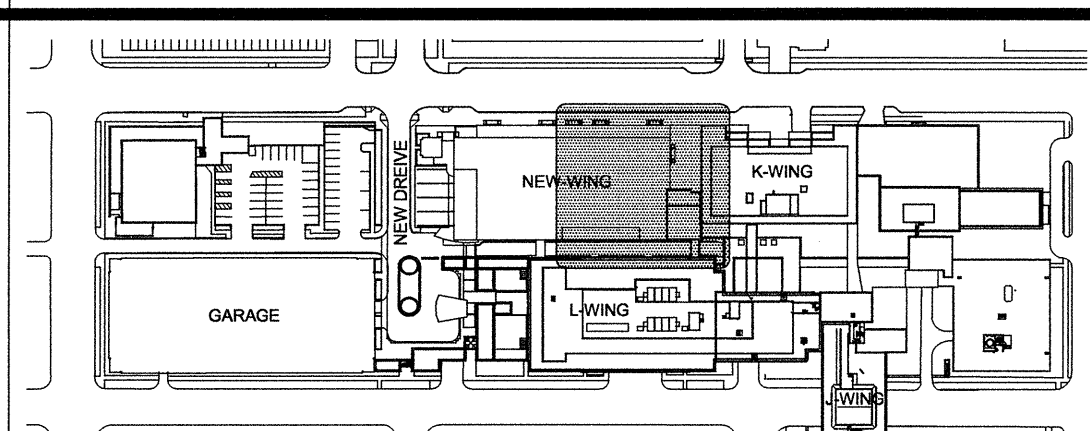 NEW DREIVE
NEW-WING
K-WING
GARAGE
L-WING
J-WING